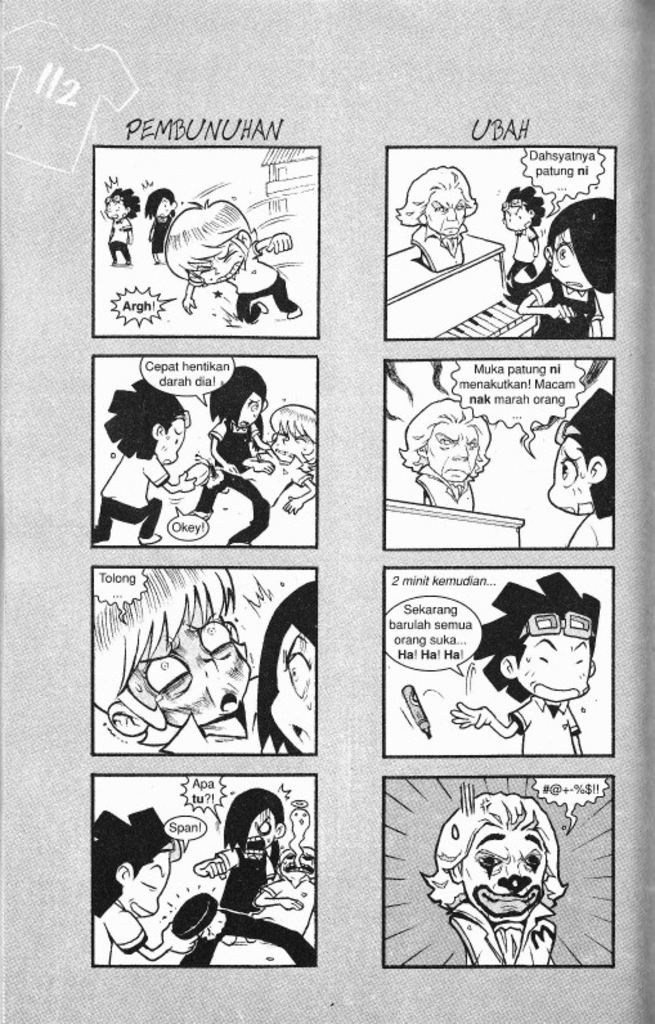 112
PEMBUNUHAN
Argh!
Cepat hentikan
darah dia!
Okey!
Tolong
...
Apa
tu?!
Span!
UBAH
Dahsyatnya
patung ni
...
Muka patung ni
menakutkan! Macam
nak marah orang
...
2 minit kemudian...
Sekarang
barulah semua
orang suka...
Ha! Ha! Ha!
#@+-%$!!